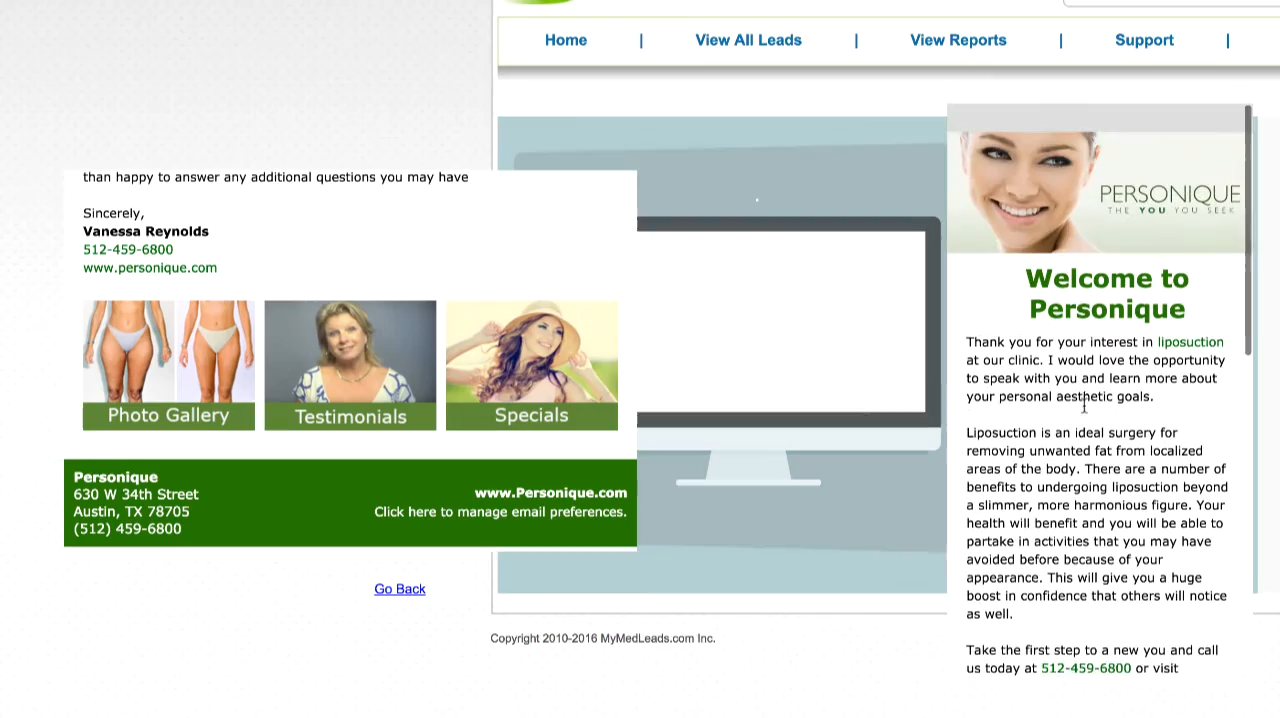 Home | View All Leads | View Reports | Support |
than happy to answer any additional questions you may have
Sincerely,
Vanessa Reynolds
512-459-6800
www.personique.com
Photo Gallery
Testimonials
Specials
Personique
630 W 34th Street
Austin, TX 78705
(512) 459-6800
www.Personique.com
Click here to manage email preferences.
Go Back
Copyright 2010-2016 MyMedLeads.com Inc.
PERSONIQUE
THE YOU YOU SEEK
Welcome to
Personique
Thank you for your interest in liposuction
at our clinic. I would love the opportunity
to speak with you and learn more about
your personal aesthetic goals.
Liposuction is an ideal surgery for
removing unwanted fat from localized
areas of the body. There are a number of
benefits to undergoing liposuction beyond
a slimmer, more harmonious figure. Your
health will benefit and you will be able to
partake in activities that you may have
avoided before because of your
appearance. This will give you a huge
boost in confidence that others will notice
as well.
Take the first step to a new you and call
us today at 512-459-6800 or visit